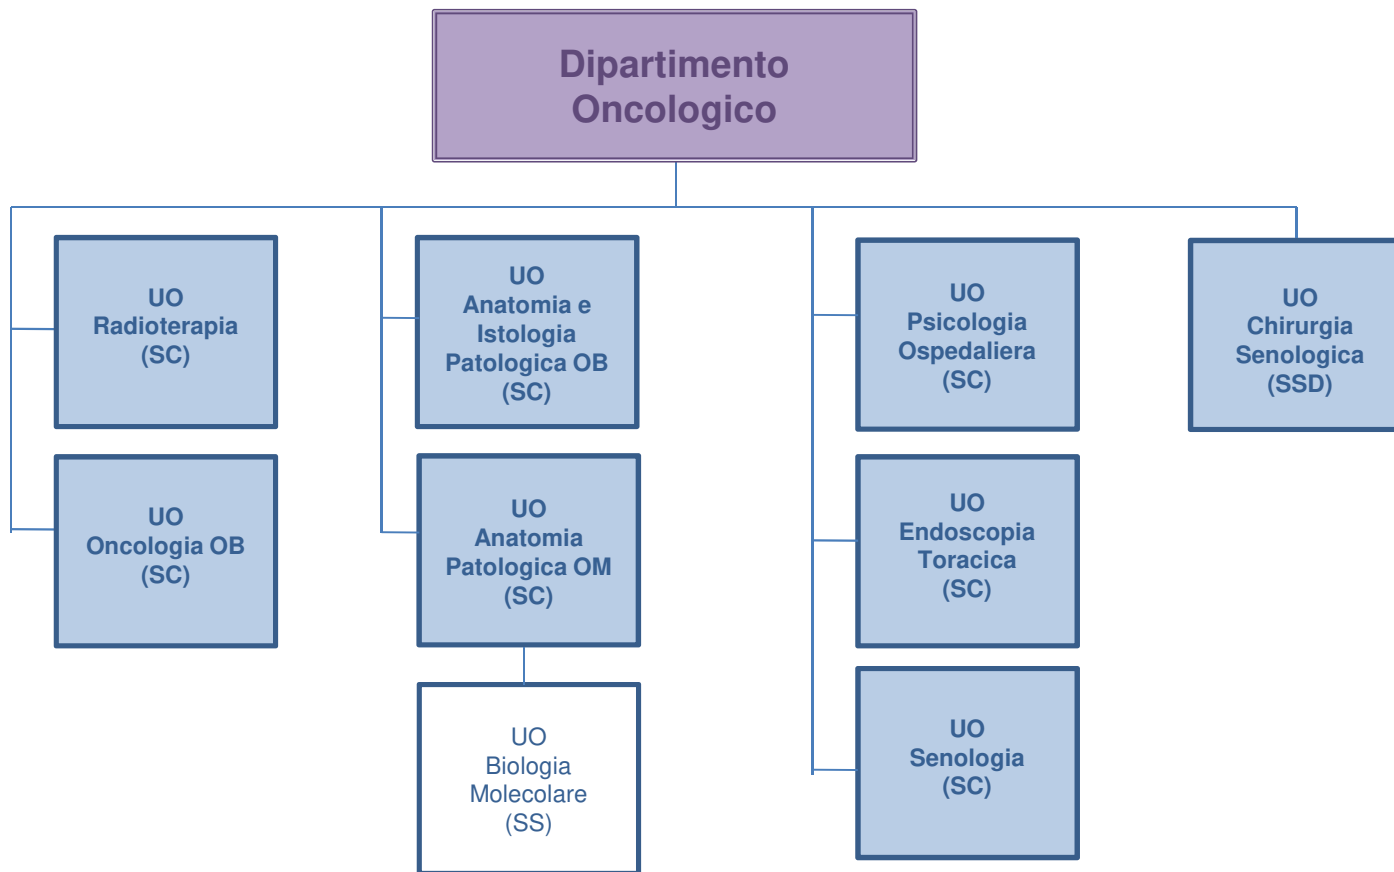 Dipartimento
Oncologico
UO
Radioterapia
(SC)
UO
Anatomia e
Istologia
Patologica OB
(SC)
UO
Psicologia
Ospedaliera
(SC)
UO
Chirurgia
Senologica
(SSD)
UO
Oncologia OB
(SC)
UO
Anatomia
Patologica OM
(SC)
UO
Endoscopia
Toracica
(SC)
UO
Biologia
Molecolare
(SS)
UO
Senologia
(SC)